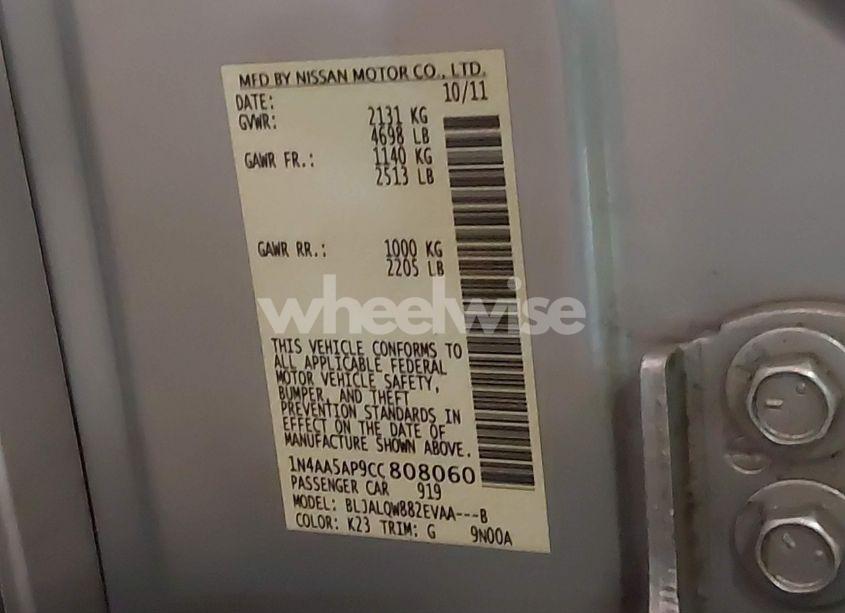 MFD BY NISSAN MOTOR CO., LTD.
DATE: 10/11
GVWR: 2131 KG
4698 LB
GAWR FR.: 1140 KG
2513 LB
GAWR RR.: 1000 KG
2205 LB
wheelwise
THIS VEHICLE CONFORMS TO
ALL APPLICABLE FEDERAL
MOTOR VEHICLE SAFETY,
BUMPER, AND THEFT
PREVENTION STANDARDS IN
EFFECT ON THE DATE OF
MANUFACTURE SHOWN ABOVE.
1N4AA5AP9CC808060
PASSENGER CAR 919
MODEL: BLJALQW882EVAA---B
COLOR: K23 TRIM: G 9N00A